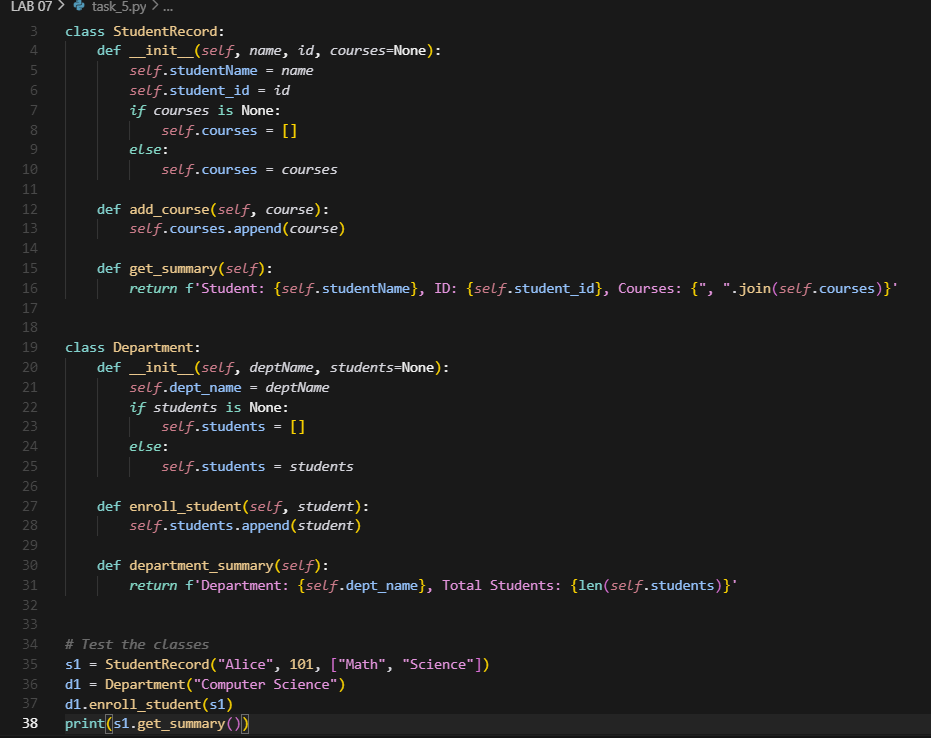 LAB 07 > task_5.py > ...
3 class StudentRecord:
4     def __init__(self, name, id, courses=None):
5         self.studentName = name
6         self.student_id = id
7         if courses is None:
8             self.courses = []
9         else:
10             self.courses = courses
11
12     def add_course(self, course):
13         self.courses.append(course)
14
15     def get_summary(self):
16         return f'Student: {self.studentName}, ID: {self.student_id}, Courses: {", ".join(self.courses)}'
17
18
19 class Department:
20     def __init__(self, deptName, students=None):
21         self.dept_name = deptName
22         if students is None:
23             self.students = []
24         else:
25             self.students = students
26
27     def enroll_student(self, student):
28         self.students.append(student)
29
30     def department_summary(self):
31         return f'Department: {self.dept_name}, Total Students: {len(self.students)}'
32
33
34 # Test the classes
35 s1 = StudentRecord("Alice", 101, ["Math", "Science"])
36 d1 = Department("Computer Science")
37 d1.enroll_student(s1)
38 print(s1.get_summary())